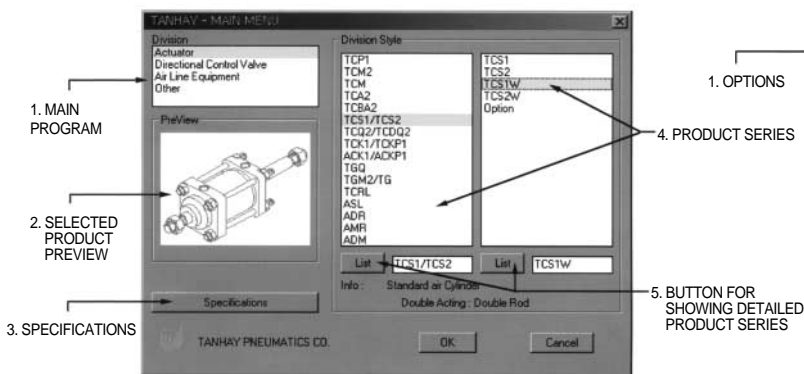 TANHAY - MAIN MENU
Division
Actuator
Directional Control Valve
Air Line Equipment
Other
PreView
Specifications
TANHAY PNEUMATICS CO.
Division Style
TCP1
TCM2
TCM
TCA2
TCBA2
TCS1/TCS2
TCQ2/TCDQ2
TCK1/TCKP1
ACK1/ACKP1
TGQ
TGM2/TG
TCRL
ASL
ADR
AMR
ADM
TCS1
TCS2
TCS1W
TCS2W
Option
List
TCS1/TCS2
List
TCS1W
Info : Standard air Cylinder
Double Acting : Double Rod
OK
Cancel
1. MAIN
PROGRAM
2. SELECTED
PRODUCT
PREVIEW
3. SPECIFICATIONS
1. OPTIONS
4. PRODUCT SERIES
5. BUTTON FOR
SHOWING DETAILED
PRODUCT SERIES